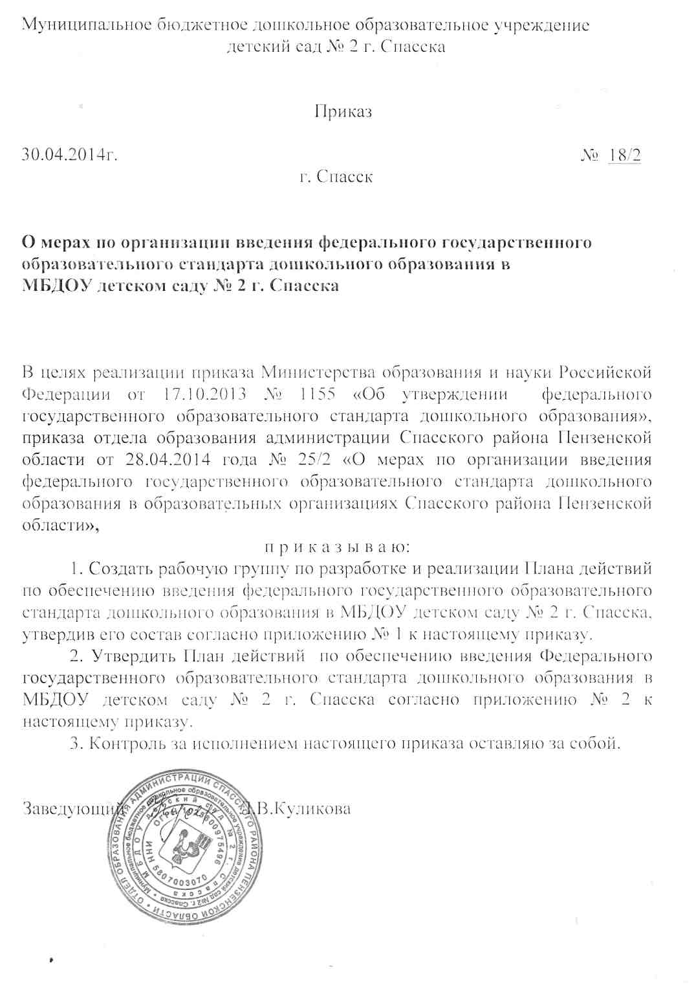 Муниципальное бюджетное дошкольное образовательное учреждение
детский сад № 2 г. Спасска
Приказ
30.04.2014г. № 18/2
г. Спасск
О мерах по организации введения федерального государственного
образовательного стандарта дошкольного образования в
МБДОУ детском саду № 2 г. Спасска
В целях реализации приказа Министерства образования и науки Российской
Федерации от 17.10.2013 № 1155 «Об утверждении федерального
государственного образовательного стандарта дошкольного образования»,
приказа отдела образования администрации Спасского района Пензенской
области от 28.04.2014 года № 25/2 «О мерах по организации введения
федерального государственного образовательного стандарта дошкольного
образования в образовательных организациях Спасского района Пензенской
области»,
п р и к а з ы в а ю:
1. Создать рабочую группу по разработке и реализации Плана действий
по обеспечению введения федерального государственного образовательного
стандарта дошкольного образования в МБДОУ детском саду № 2 г. Спасска,
утвердив его состав согласно приложению № 1 к настоящему приказу.
2. Утвердить План действий по обеспечению введения Федерального
государственного образовательного стандарта дошкольного образования в
МБДОУ детском саду № 2 г. Спасска согласно приложению № 2 к
настоящему приказу.
3. Контроль за исполнением настоящего приказа оставляю за собой.
Заведующий Л.В.Куликова
ОТДЕЛ ОБРАЗОВАНИЯ АДМИНИСТРАЦИИ СПАССКОГО РАЙОНА ПЕНЗЕНСКОЙ ОБЛАСТИ
Муниципальное бюджетное дошкольное образовательное учреждение детский сад №2 г. Спасска
МБДОУ детский сад № 2 г. Спасска
ОГРН 1025800975496
ИНН 5807003070